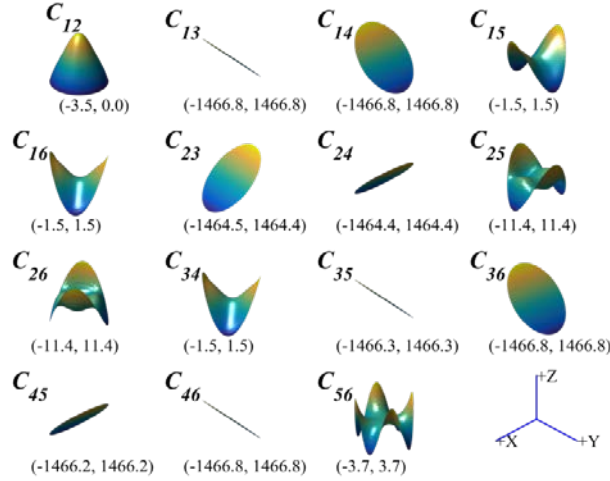 C12 C13 C14 C15
(-3.5, 0.0) (-1466.8, 1466.8) (-1466.8, 1466.8) (-1.5, 1.5)
C16 C23 C24 C25
(-1.5, 1.5) (-1464.5, 1464.4) (-1464.4, 1464.4) (-11.4, 11.4)
C26 C34 C35 C36
(-11.4, 11.4) (-1.5, 1.5) (-1466.3, 1466.3) (-1466.8, 1466.8)
C45 C46 C56 +Z
+X +Y
(-1466.2, 1466.2) (-1466.8, 1466.8) (-3.7, 3.7)